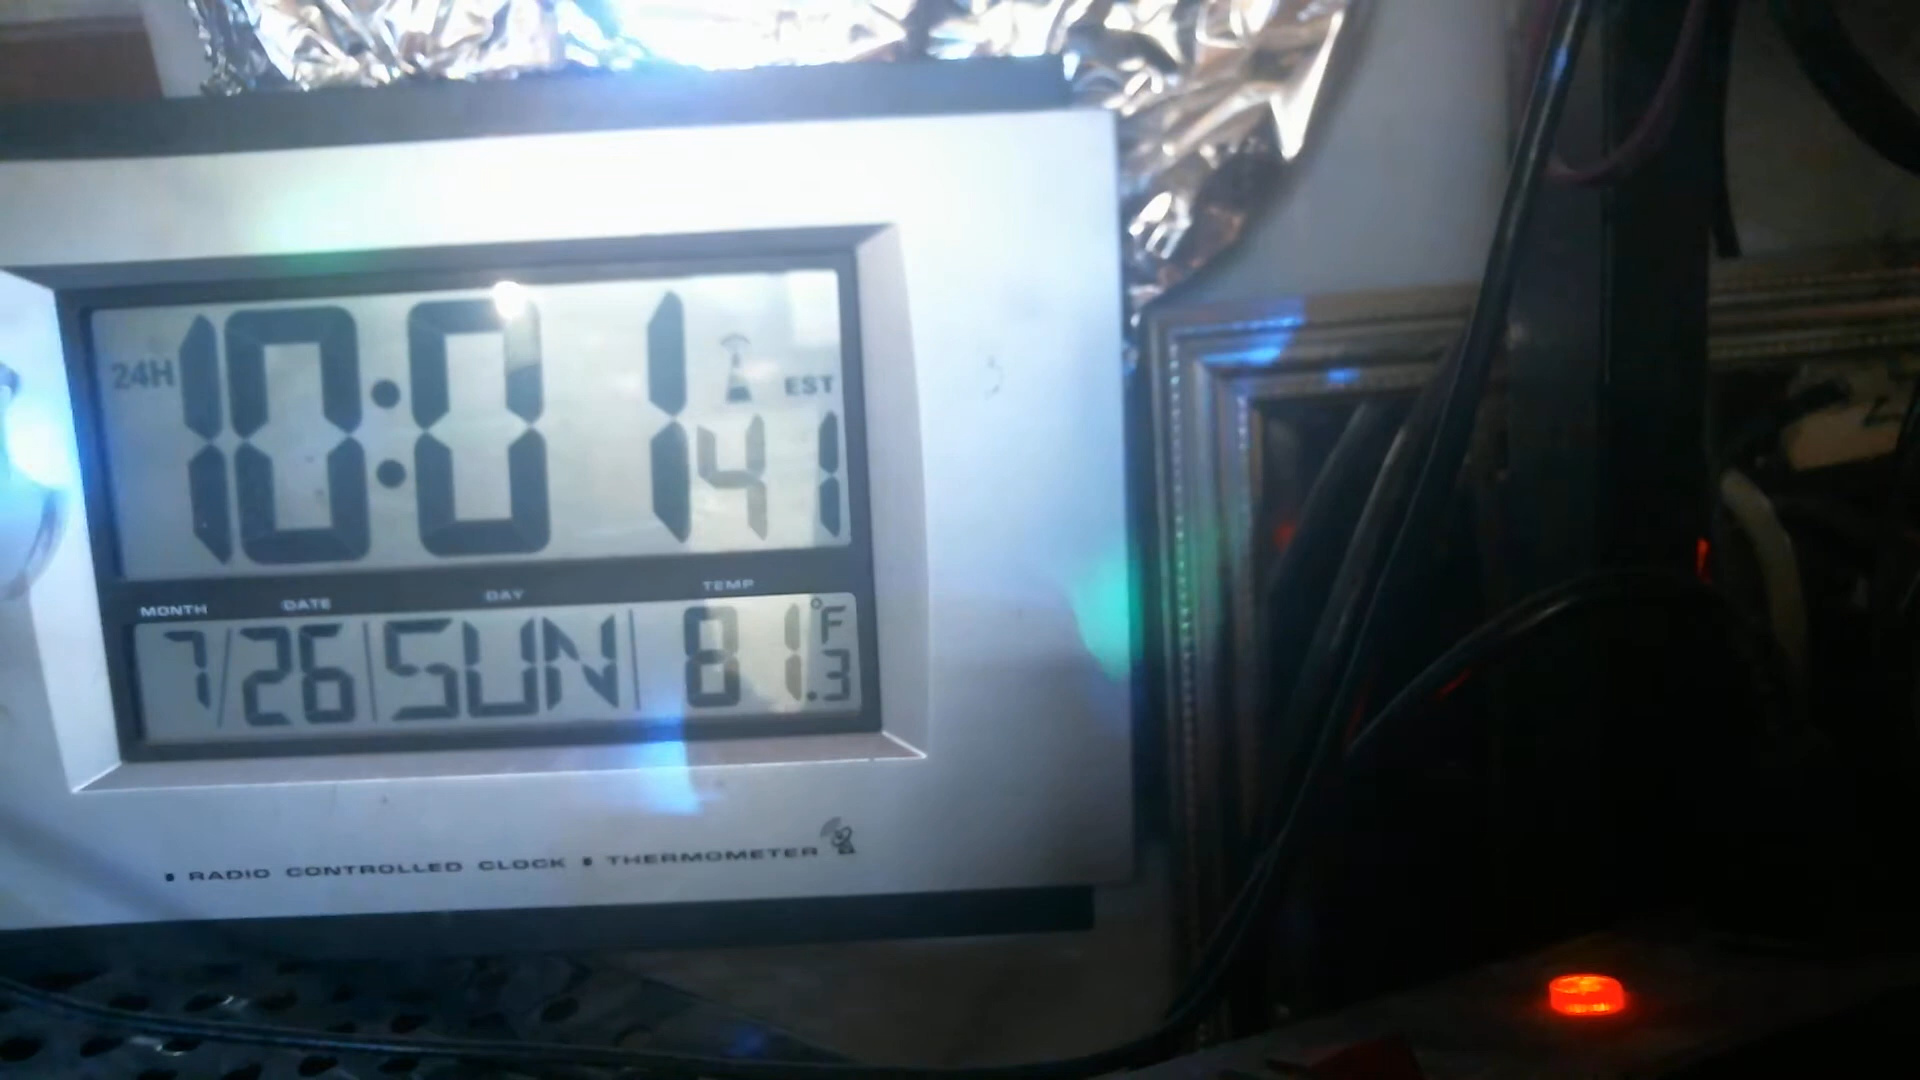 24H 10:01 41 EST
MONTH DATE DAY TEMP
7/26 SUN 81.3°F
RADIO CONTROLLED CLOCK THERMOMETER